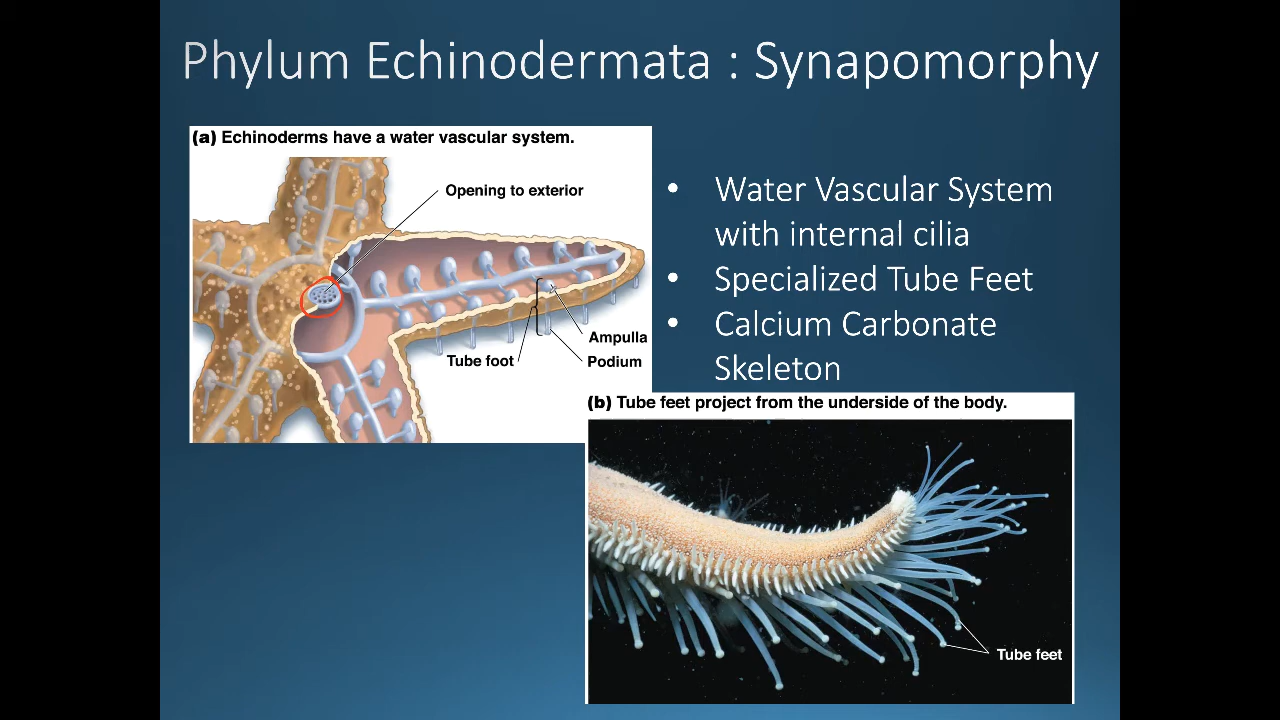 Phylum Echinodermata : Synapomorphy
(a) Echinoderms have a water vascular system.
Opening to exterior
Ampulla
Tube foot
Podium
• Water Vascular System
with internal cilia
• Specialized Tube Feet
• Calcium Carbonate
Skeleton
(b) Tube feet project from the underside of the body.
Tube feet